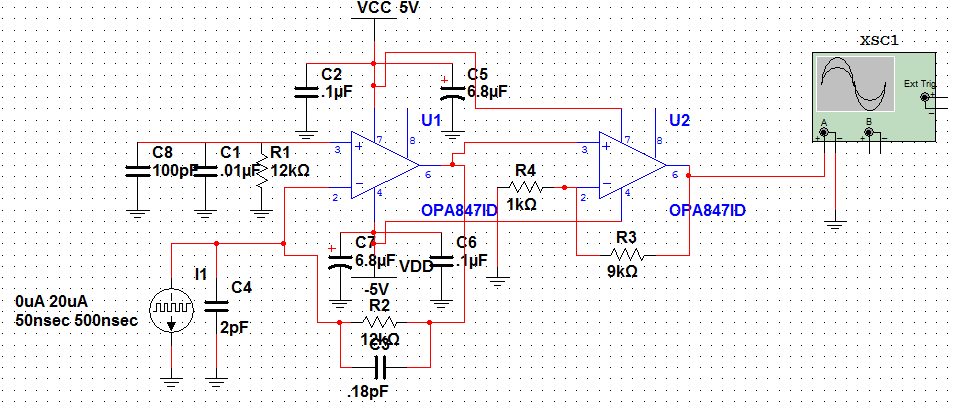 VCC 5V
XSC1
Ext Trig
+
-
A
B
+ - + -
C2
.1µF
C5
+
6.8µF
U1
U2
7
8
7
8
C8
100pF
C1
.01µF
R1
12kΩ
3
2
6
4
OPA847ID
R4
1kΩ
3
2
6
4
OPA847ID
C7
+
6.8µF
C6
.1µF
VDD
-5V
R3
9kΩ
I1
0uA 20uA
50nsec 500nsec
C4
2pF
R2
12kΩ
C3
.18pF